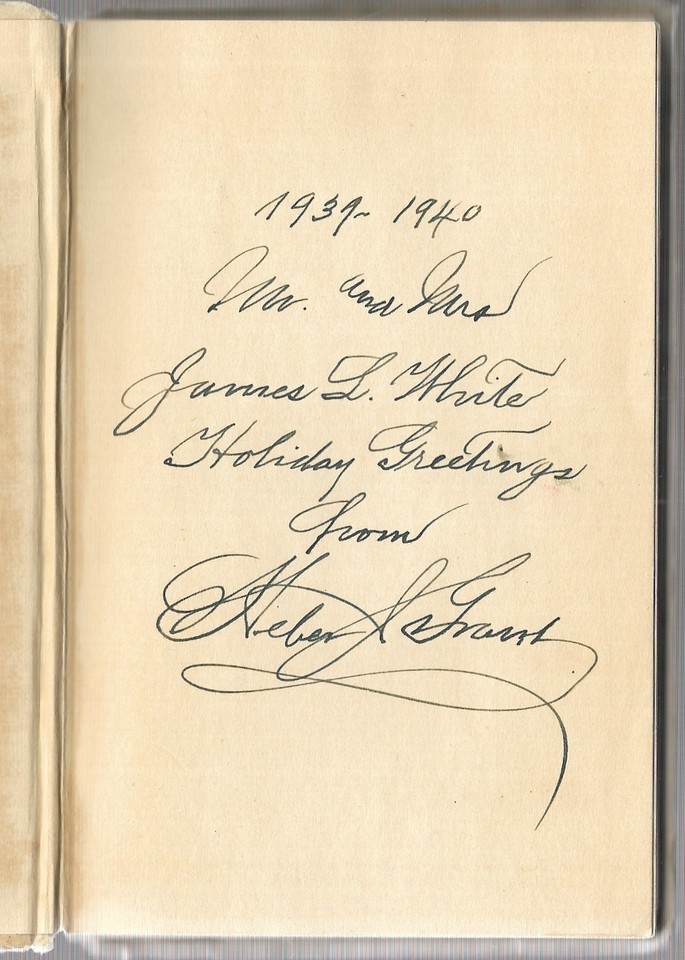 1939- 1940
Mr. and Mrs
James L. White
Holiday Greetings
from
Heber J Grant